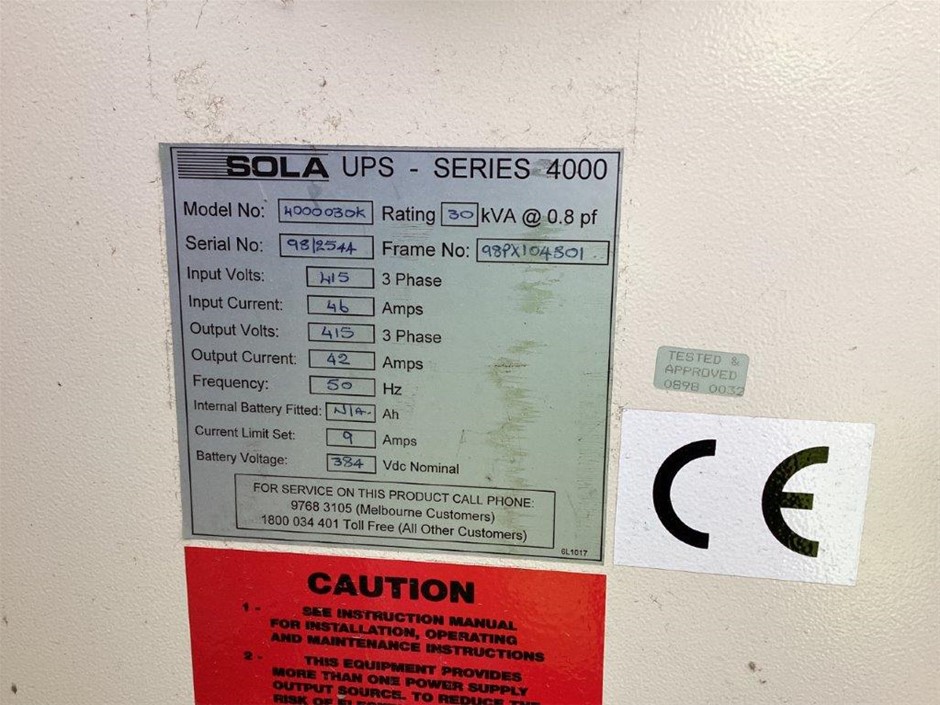 SOLA UPS - SERIES 4000
Model No: 4000030K Rating 30 kVA @ 0.8 pf
Serial No: 98/254A Frame No: 98PX104801
Input Volts: 415 3 Phase
Input Current: 46 Amps
Output Volts: 415 3 Phase
Output Current: 42 Amps
Frequency: 50 Hz
Internal Battery Fitted: N/A Ah
Current Limit Set: 9 Amps
Battery Voltage: 384 Vdc Nominal
FOR SERVICE ON THIS PRODUCT CALL PHONE:
9768 3105 (Melbourne Customers)
1800 034 401 Toll Free (All Other Customers)
6L1017
TESTED &
APPROVED
0898 0032
CE
CAUTION
1 - SEE INSTRUCTION MANUAL
FOR INSTALLATION, OPERATING
AND MAINTENANCE INSTRUCTIONS
2 - THIS EQUIPMENT PROVIDES
MORE THAN ONE POWER SUPPLY
OUTPUT SOURCE. TO REDUCE THE
RISK OF